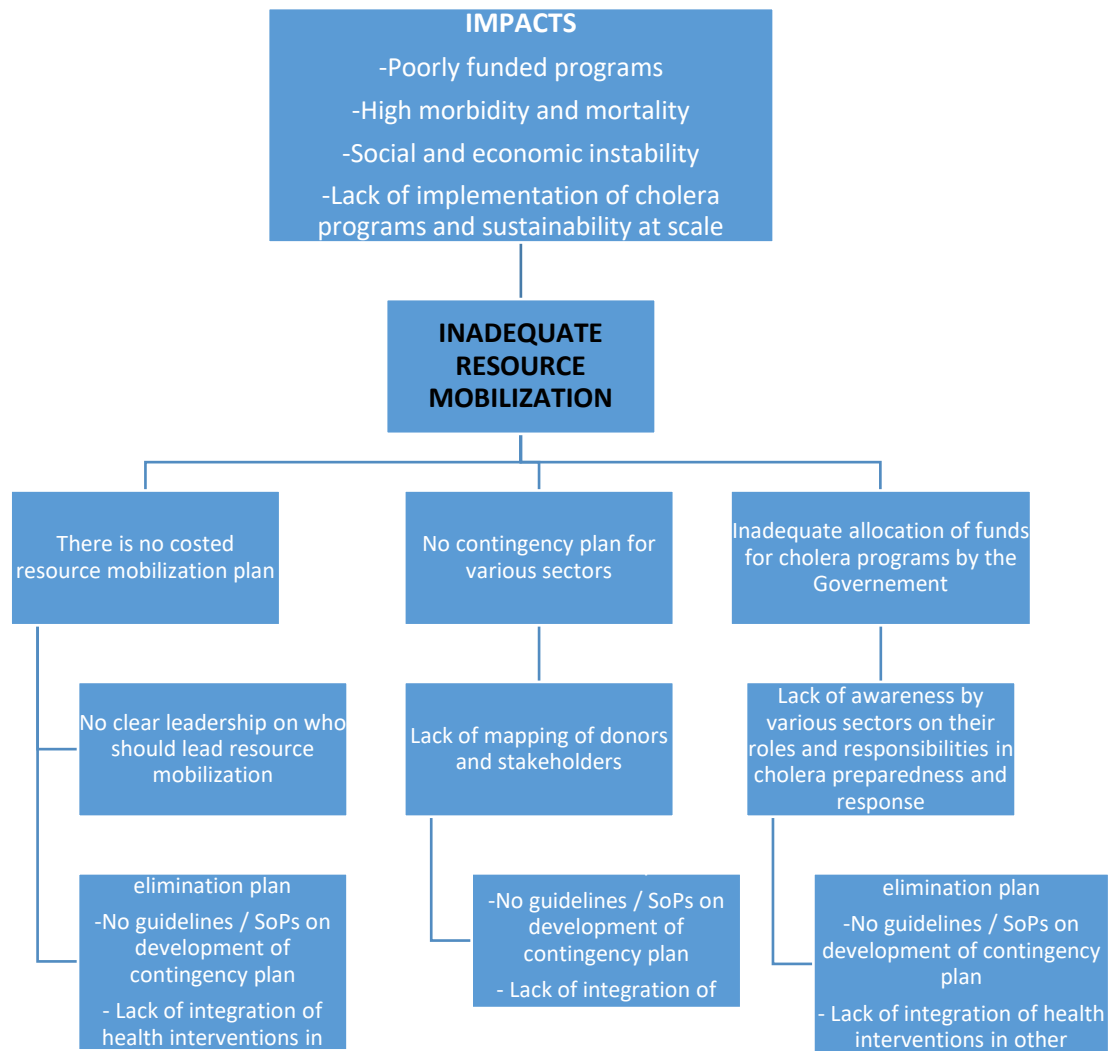 IMPACTS
-Poorly funded programs
-High morbidity and mortality
-Social and economic instability
-Lack of implementation of cholera
programs and sustainability at scale
INADEQUATE
RESOURCE
MOBILIZATION
There is no costed
resource mobilization plan
No contingency plan for
various sectors
Inadequate allocation of funds
for cholera programs by the
Governement
No clear leadership on who
should lead resource
mobilization
Lack of mapping of donors
and stakeholders
Lack of awareness by
various sectors on their
roles and responsibilities in
cholera preparedness and
response
elimination plan
-No guidelines / SoPs on
development of
contingency plan
- Lack of integration of
health interventions in
-No guidelines / SoPs on
development of
contingency plan
- Lack of integration of
elimination plan
-No guidelines / SoPs on
development of contingency
plan
- Lack of integration of health
interventions in other